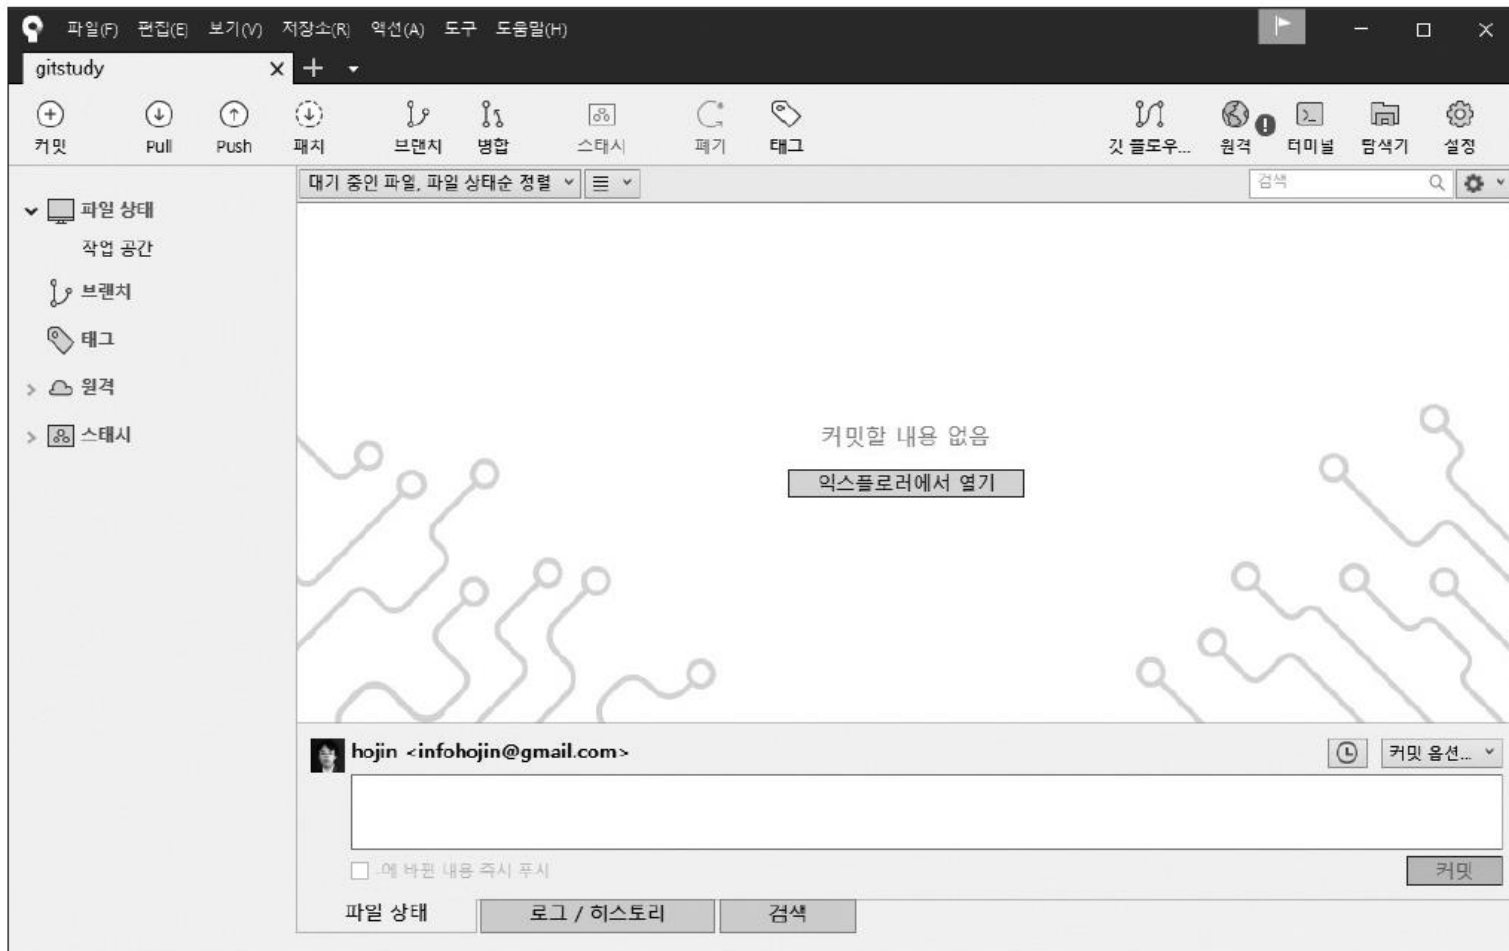 파일(F) 편집(E) 보기(V) 저장소(R) 액션(A) 도구 도움말(H)
gitstudy
커밋 Pull Push 패치 브랜치 병합 스태시 폐기 태그 깃 플로우... 원격 터미널 탐색기 설정
대기 중인 파일, 파일 상태순 정렬 검색
파일 상태
작업 공간
브랜치
태그
원격
스태시
커밋할 내용 없음
익스플로러에서 열기
hojin <infohojin@gmail.com> 커밋 옵션...
-에 바뀐 내용 즉시 푸시 커밋
파일 상태 로그 / 히스토리 검색